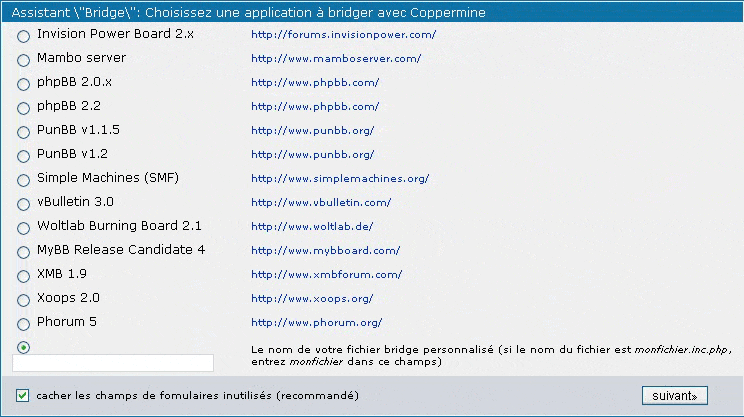 Assistant \"Bridge\": Choisissez une application à bridger avec Coppermine
Invision Power Board 2.x http://forums.invisionpower.com/
Mambo server http://www.mamboserver.com/
phpBB 2.0.x http://www.phpbb.com/
phpBB 2.2 http://www.phpbb.com/
PunBB v1.1.5 http://www.punbb.org/
PunBB v1.2 http://www.punbb.org/
Simple Machines (SMF) http://www.simplemachines.org/
vBulletin 3.0 http://www.vbulletin.com/
Woltlab Burning Board 2.1 http://www.woltlab.de/
MyBB Release Candidate 4 http://www.mybboard.com/
XMB 1.9 http://www.xmbforum.com/
Xoops 2.0 http://www.xoops.org/
Phorum 5 http://www.phorum.org/
Le nom de votre fichier bridge personnalisé (si le nom du fichier est monfichier.inc.php,
entrez monfichier dans ce champs)
cacher les champs de fomulaires inutilisés (recommandé) suivant»